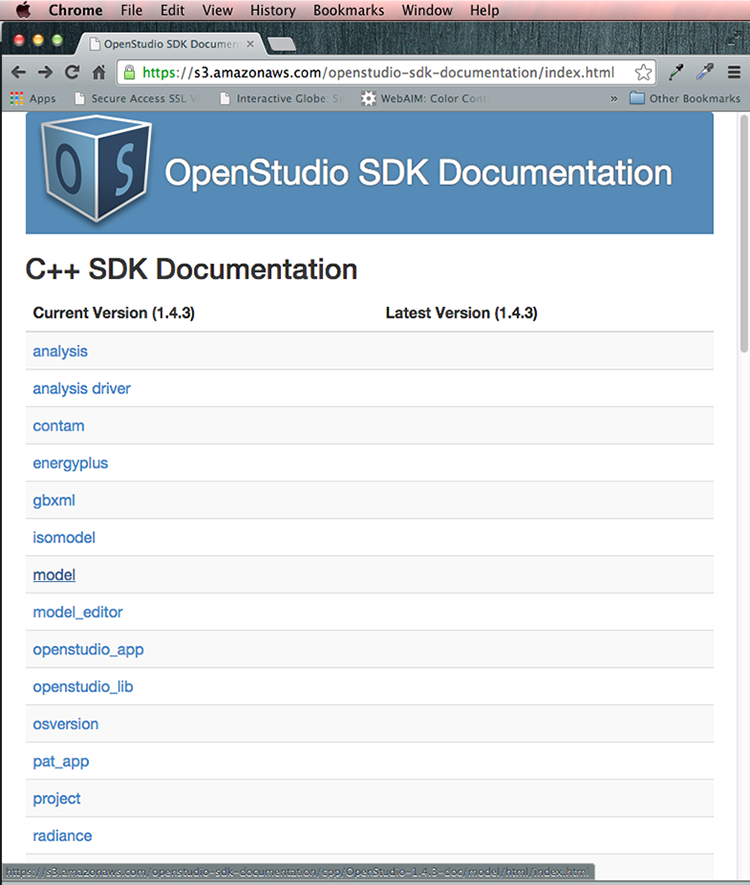 Chrome File Edit View History Bookmarks Window Help
OpenStudio SDK Documen
https://s3.amazonaws.com/openstudio-sdk-documentation/index.html
Apps Secure Access SSL V Interactive Globe: S WebAIM: Color Cont » Other Bookmarks
OS
OpenStudio SDK Documentation
C++ SDK Documentation
Current Version (1.4.3) Latest Version (1.4.3)
analysis
analysis driver
contam
energyplus
gbxml
isomodel
model
model_editor
openstudio_app
openstudio_lib
osversion
pat_app
project
radiance
https://s3.amazonaws.com/openstudio-sdk-documentation/cpp/OpenStudio-1.4.3-doc/model/html/index.html